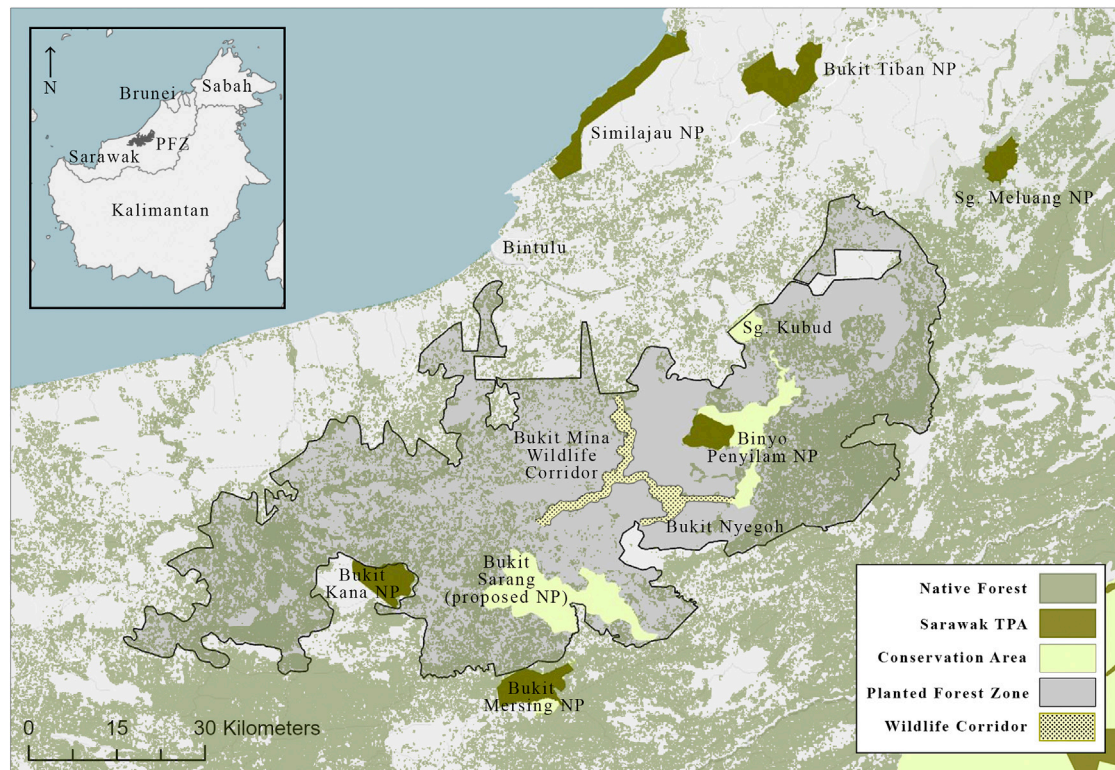 N
Brunei
Sabah
PFZ
Sarawak
Kalimantan
Bukit Tiban NP
Similajau NP
Sg. Meluang NP
Bintulu
Sg. Kubud
Bukit Mina
Wildlife
Corridor
Binyo
Penyilam NP
Bukit Nyegoh
Bukit
Sarang
(proposed NP)
Bukit
Kana NP
Bukit
Mersing NP
Native Forest
Sarawak TPA
Conservation Area
Planted Forest Zone
Wildlife Corridor
0 15 30 Kilometers